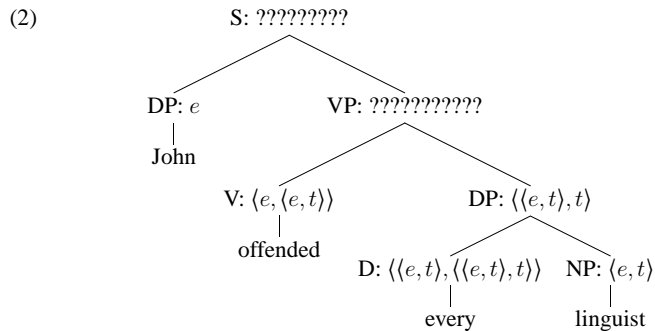 (2) S: ?????????
DP: e VP: ???????????
John
V: ⟨e, ⟨e, t⟩⟩ DP: ⟨⟨e, t⟩, t⟩
offended
D: ⟨⟨e, t⟩, ⟨⟨e, t⟩, t⟩⟩ NP: ⟨e, t⟩
every linguist